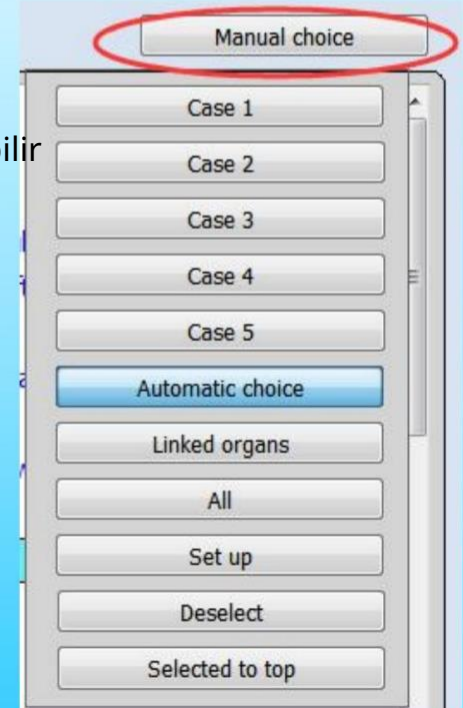 Manual choice
Case 1
Case 2
Case 3
Case 4
Case 5
Automatic choice
Linked organs
All
Set up
Deselect
Selected to top